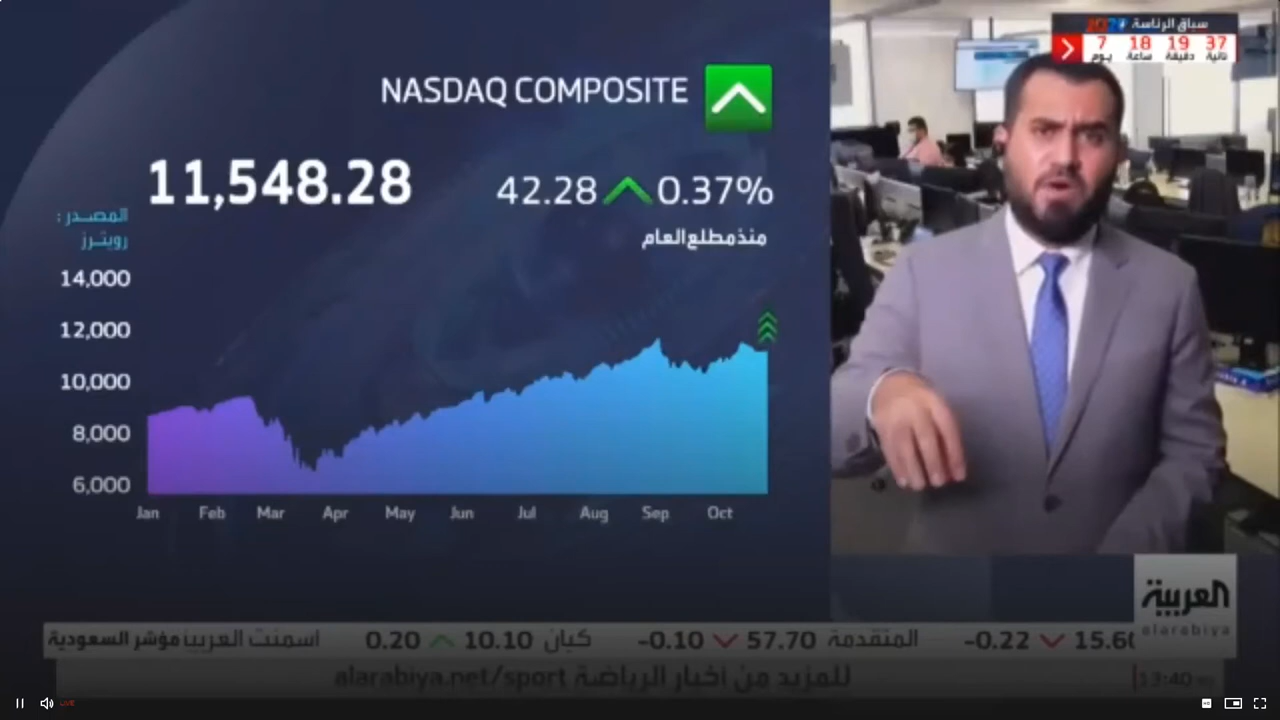 NASDAQ COMPOSITE
11,548.28
42.28 0.37%
منذ مطلع العام
المصدر :
رويترز
14,000
12,000
10,000
8,000
6,000
Jan Feb Mar Apr May Jun Jul Aug Sep Oct
سباق الرئاسة
7 18 19 37
يوم ساعة دقيقة ثانية
العربية
alarabiya
مؤشر السعودية
اسمنت العربية
0.20 10.10 كيان
-0.10 57.70 المتقدمة
-0.22
للمزيد من أخبار الرياضة alarabiya.net/sport
13:40
LIVE